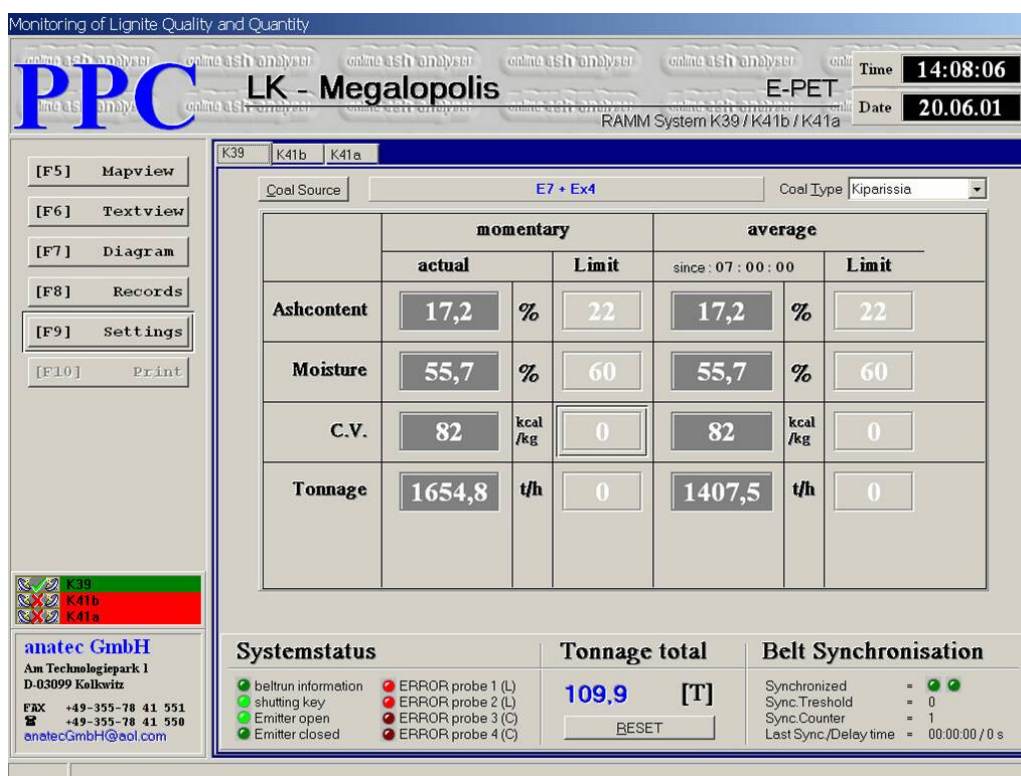 Monitoring of Lignite Quality and Quantity
PPC
LK - Megalopolis
E-PET
RAMM System K39 / K41b / K41a
Time 14:08:06
Date 20.06.01
[F5] Mapview
[F6] Textview
[F7] Diagram
[F8] Records
[F9] Settings
[F10] Print
K39 K41b K41a
Coal Source E7 + Ex4 Coal Type Kiparissia
momentary average
actual Limit since : 07 : 00 : 00 Limit
Ashcontent 17,2 % 22 17,2 % 22
Moisture 55,7 % 60 55,7 % 60
C.V. 82 kcal /kg 0 82 kcal /kg 0
Tonnage 1654,8 t/h 0 1407,5 t/h 0
K39
K41b
K41a
anatec GmbH
Am Technologiepark 1
D-03099 Kolkwitz
FAX +49-355-78 41 551
☎ +49-355-78 41 550
anatecGmbH@aol.com
Systemstatus
beltrun information ERROR probe 1 (L)
shutting key ERROR probe 2 (L)
Emitter open ERROR probe 3 (C)
Emitter closed ERROR probe 4 (C)
Tonnage total
109,9 [T]
RESET
Belt Synchronisation
Synchronized =
Sync.Treshold = 0
Sync.Counter = 1
Last Sync./Delay time = 00:00:00 / 0 s